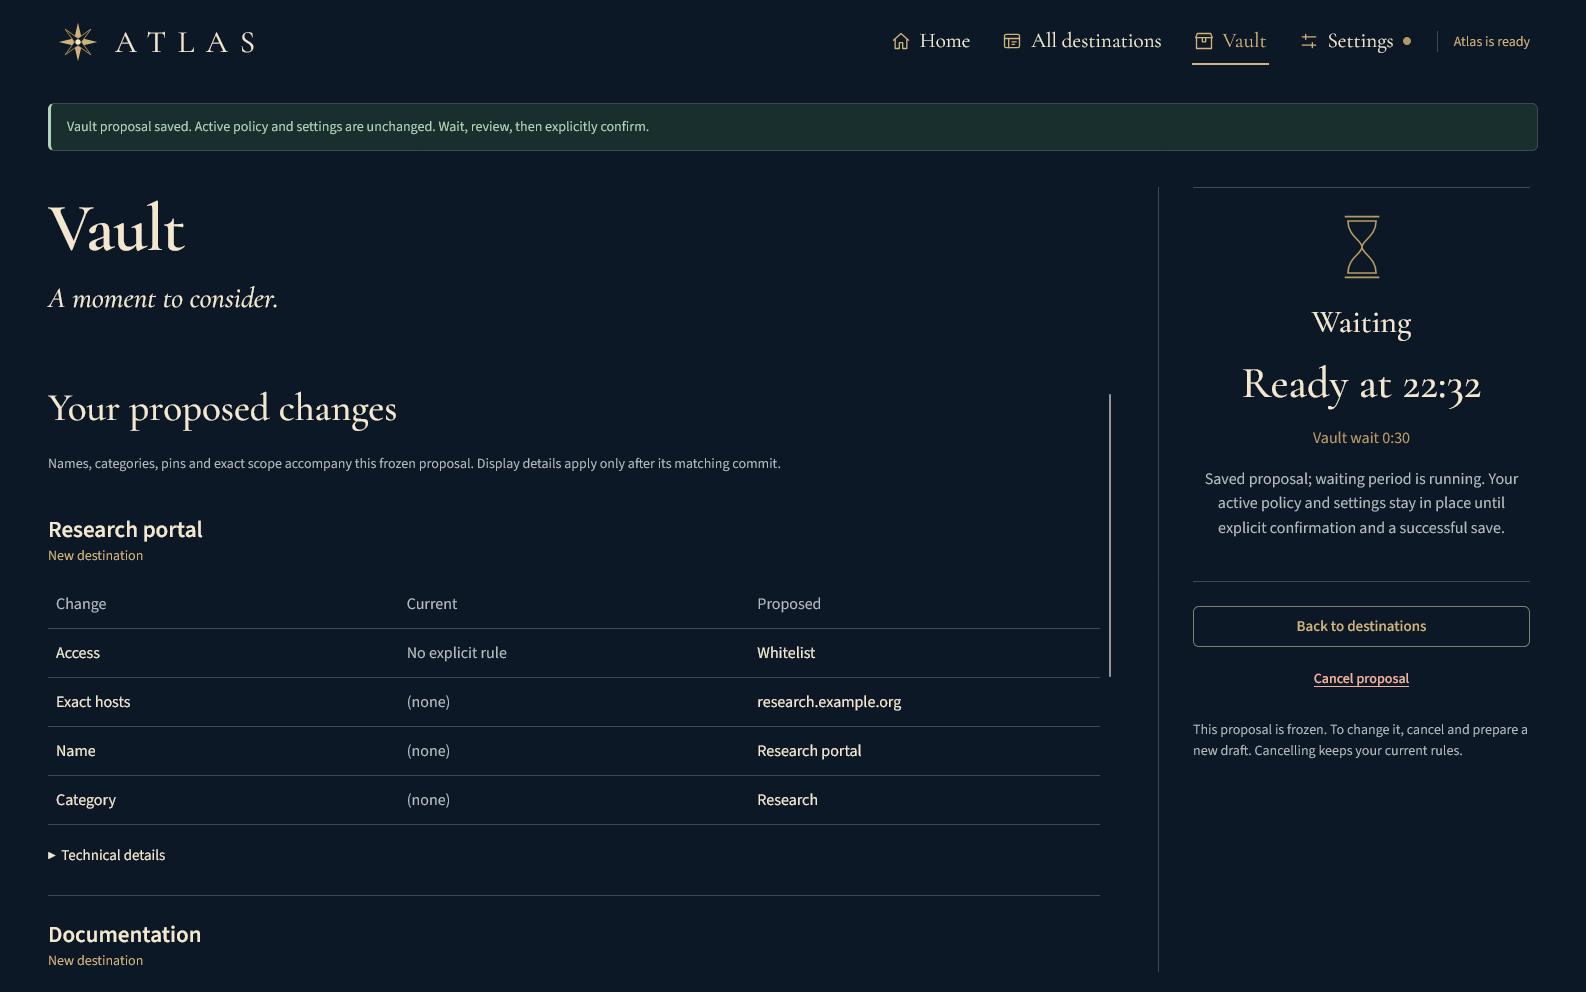 ATLAS
Home
All destinations
Vault
Settings
Atlas is ready
Vault proposal saved. Active policy and settings are unchanged. Wait, review, then explicitly confirm.
Vault
A moment to consider.
Your proposed changes
Names, categories, pins and exact scope accompany this frozen proposal. Display details apply only after its matching commit.
Research portal
New destination
Change Current Proposed
Access No explicit rule Whitelist
Exact hosts (none) research.example.org
Name (none) Research portal
Category (none) Research
Technical details
Documentation
New destination
Waiting
Ready at 22:32
Vault wait 0:30
Saved proposal; waiting period is running. Your
active policy and settings stay in place until
explicit confirmation and a successful save.
Back to destinations
Cancel proposal
This proposal is frozen. To change it, cancel and prepare a
new draft. Cancelling keeps your current rules.